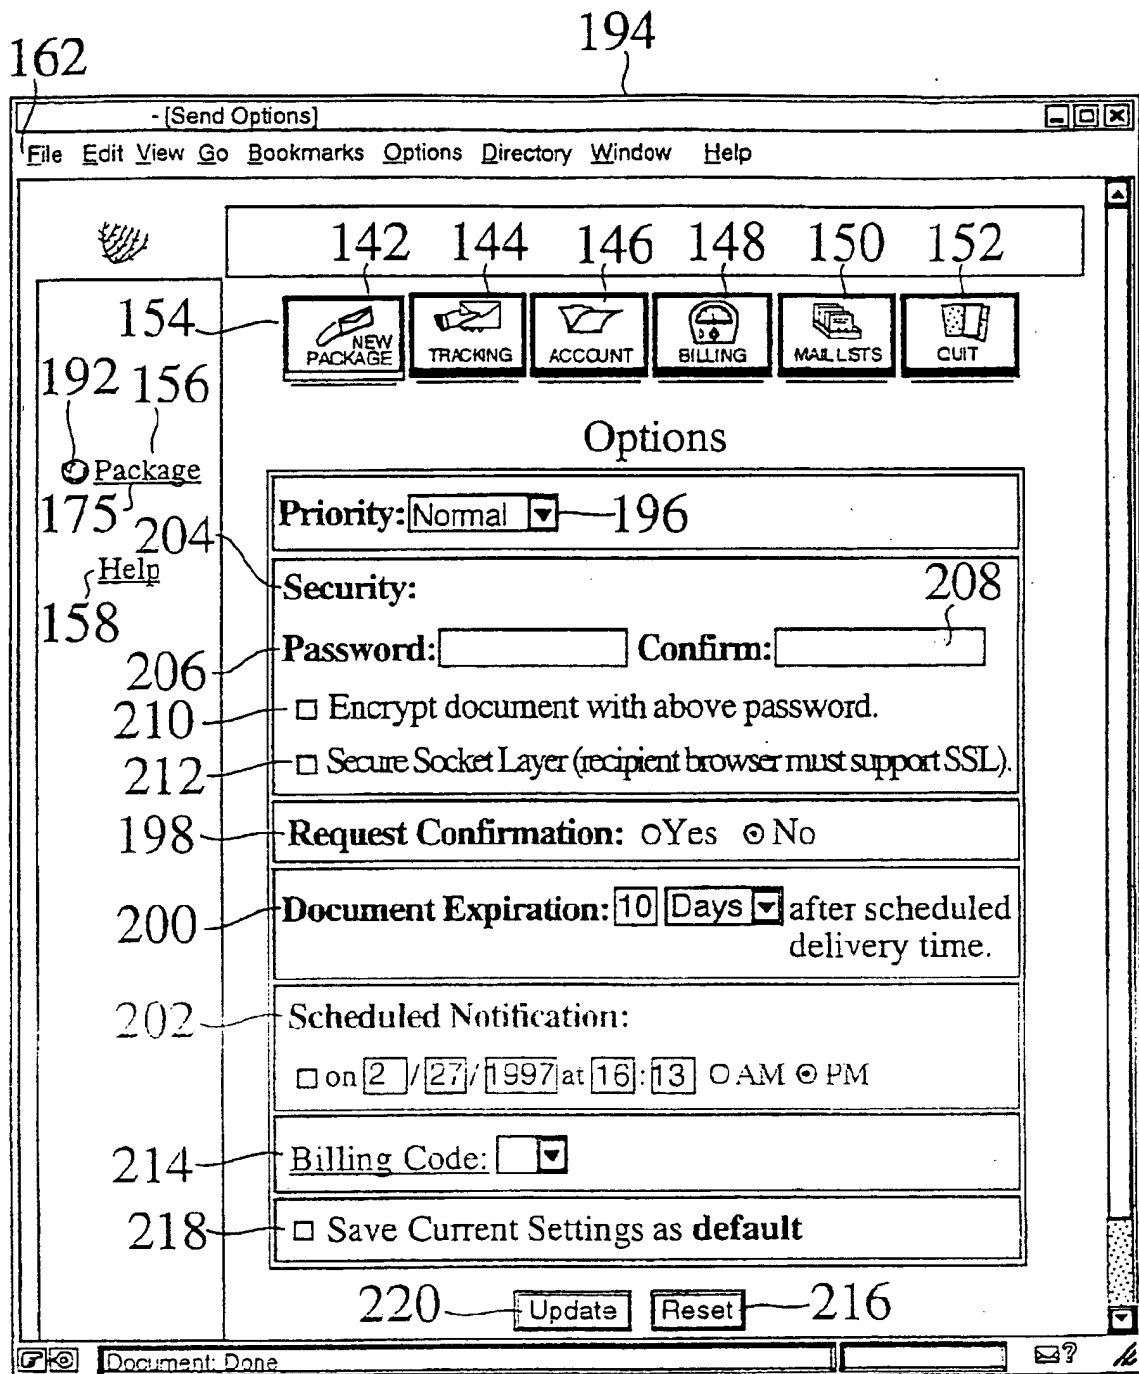 194
162
- [Send Options]
File Edit View Go Bookmarks Options Directory Window Help
142 144 146 148 150 152
154
NEW PACKAGE
TRACKING
ACCOUNT
BILLING
MAIL LSTS
QUIT
192 156
Options
Package
175
Priority: Normal 196
204
Help
Security:
208
158
206 Password: Confirm:
210 Encrypt document with above password.
212 Secure Socket Layer (recipient browser must support SSL).
198 Request Confirmation: Yes No
200 Document Expiration: 10 Days after scheduled
delivery time.
202 Scheduled Notification:
on 2 / 27 / 1997 at 16 : 13 AM PM
214 Billing Code:
218 Save Current Settings as default
220 Update Reset 216
Document: Done
?